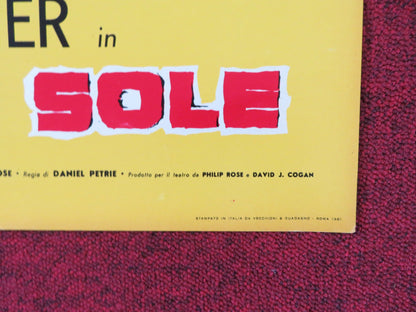 ER in
SOLE
OSE • Regia di DANIEL PETRIE • Prodotto per il teatro da PHILIP ROSE e DAVID J. COGAN
STAMPATO IN ITALIA DA VECCHIONI & GUADAGNO - ROMA 1961